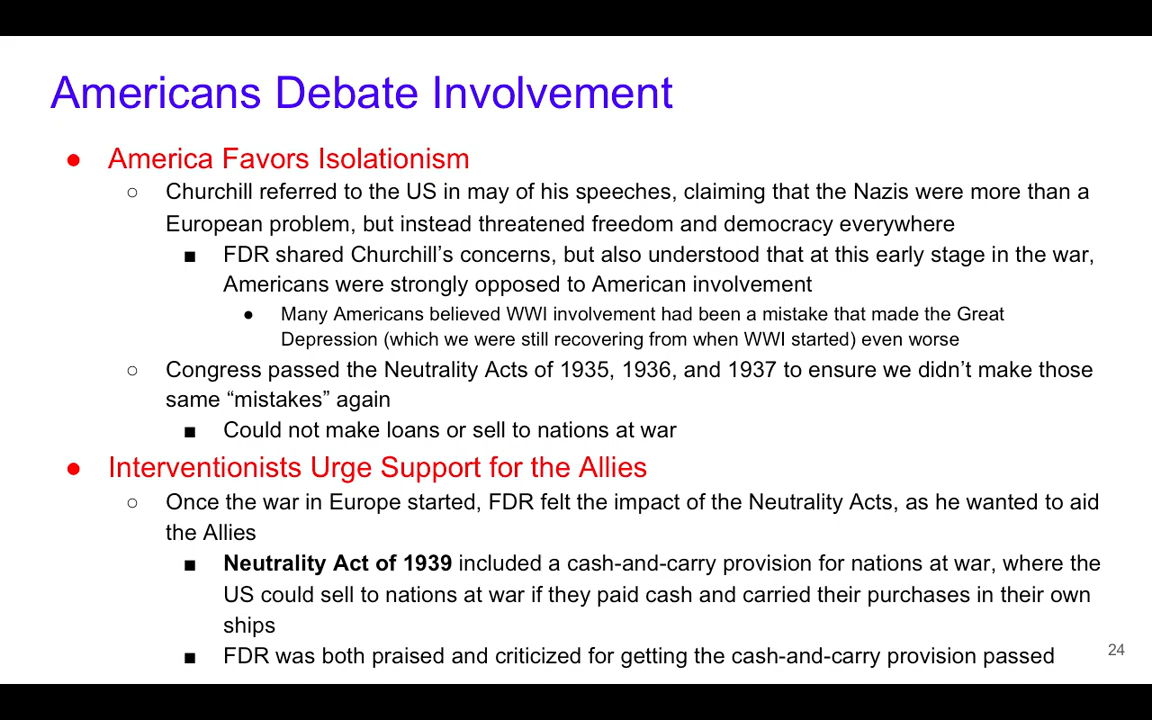 Americans Debate Involvement
● America Favors Isolationism
○ Churchill referred to the US in may of his speeches, claiming that the Nazis were more than a
European problem, but instead threatened freedom and democracy everywhere
■ FDR shared Churchill's concerns, but also understood that at this early stage in the war,
Americans were strongly opposed to American involvement
● Many Americans believed WWI involvement had been a mistake that made the Great
Depression (which we were still recovering from when WWI started) even worse
○ Congress passed the Neutrality Acts of 1935, 1936, and 1937 to ensure we didn't make those
same “mistakes” again
■ Could not make loans or sell to nations at war
● Interventionists Urge Support for the Allies
○ Once the war in Europe started, FDR felt the impact of the Neutrality Acts, as he wanted to aid
the Allies
■ Neutrality Act of 1939 included a cash-and-carry provision for nations at war, where the
US could sell to nations at war if they paid cash and carried their purchases in their own
ships
■ FDR was both praised and criticized for getting the cash-and-carry provision passed
24